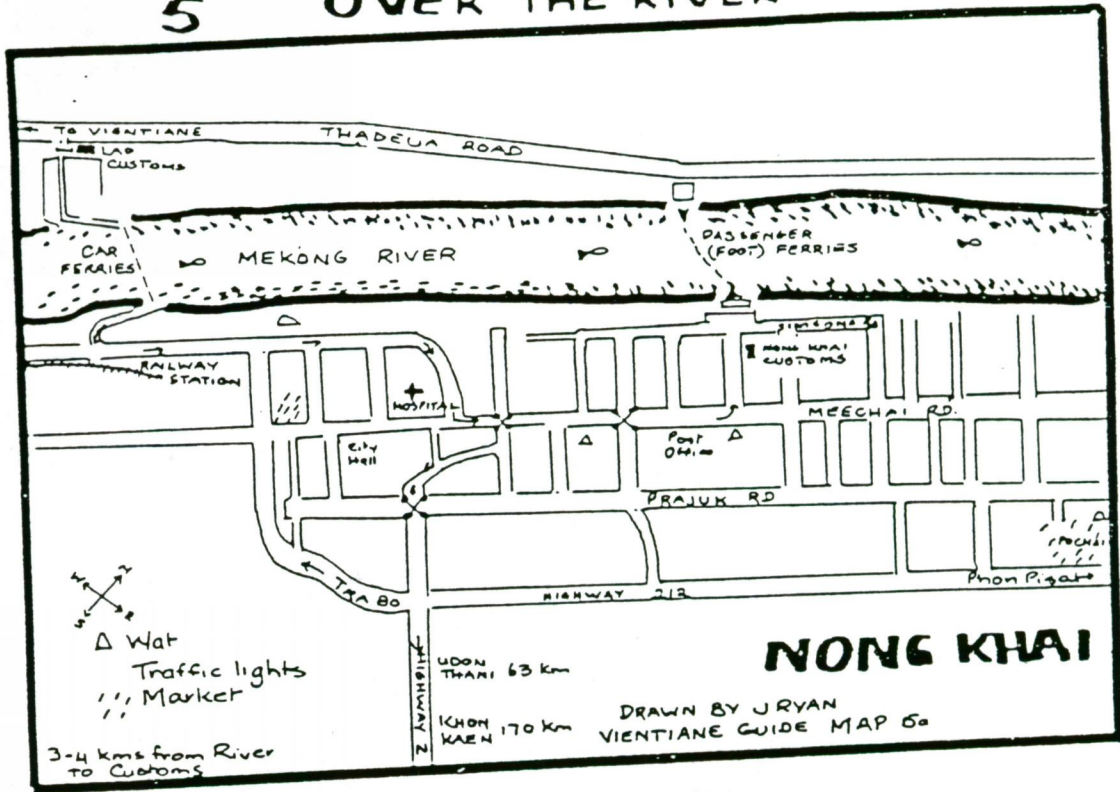 5 OVER THE RIVER
TO VIENTIANE
THADEUA ROAD
LAO
CUSTOMS
CAR
FERRIES
MEKONG RIVER
PASSENGER
(FOOT) FERRIES
RAILWAY
STATION
NONG KHAI
CUSTOMS
HOSPITAL
MEECHAI RD.
City
Hall
Post
Office
PRAJUK RD
POCHAI
Phon Pisai
TRA BO
HIGHWAY 212
HIGHWAY 2
Wat
Traffic lights
Market
3-4 kms from River
to Customs
UDON
THANI 63 km
KHON
KAEN 170 km
NONG KHAI
DRAWN BY J RYAN
VIENTIANE GUIDE MAP 5a